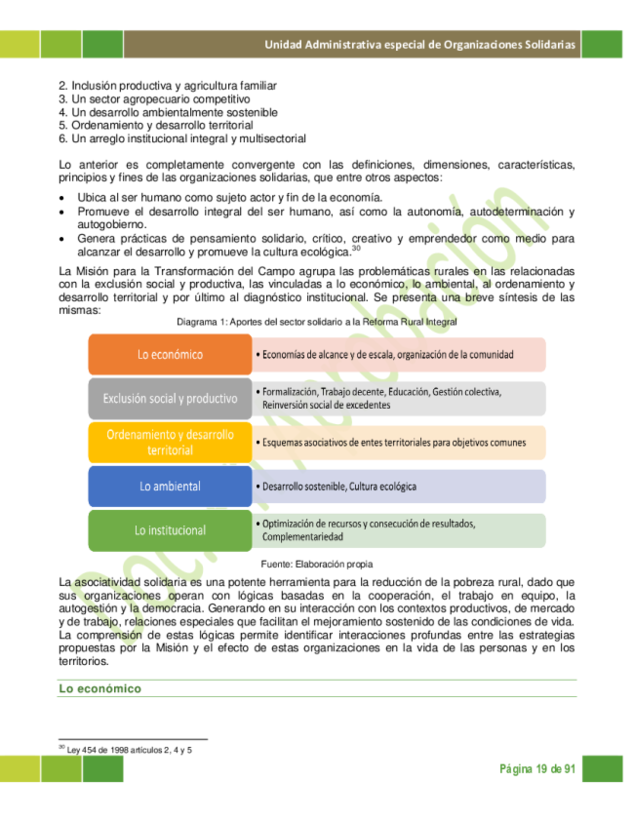 Unidad Administrativa especial de Organizaciones Solidarias
2. Inclusión productiva y agricultura familiar
3. Un sector agropecuario competitivo
4. Un desarrollo ambientalmente sostenible
5. Ordenamiento y desarrollo territorial
6. Un arreglo institucional integral y multisectorial
Lo anterior es completamente convergente con las definiciones, dimensiones, características,
principios y fines de las organizaciones solidarias, que entre otros aspectos:
• Ubica al ser humano como sujeto actor y fin de la economía.
• Promueve el desarrollo integral del ser humano, así como la autonomía, autodeterminación y
autogobierno.
• Genera prácticas de pensamiento solidario, crítico, creativo y emprendedor como medio para
alcanzar el desarrollo y promueve la cultura ecológica.30
La Misión para la Transformación del Campo agrupa las problemáticas rurales en las relacionadas
con la exclusión social y productiva, las vinculadas a lo económico, lo ambiental, al ordenamiento y
desarrollo territorial y por último al diagnóstico institucional. Se presenta una breve síntesis de las
mismas:
Diagrama 1: Aportes del sector solidario a la Reforma Rural Integral
Lo económico
• Economías de alcance y de escala, organización de la comunidad
Exclusión social y productivo
• Formalización, Trabajo decente, Educación, Gestión colectiva,
Reinversión social de excedentes
Ordenamiento y desarrollo
territorial
• Esquemas asociativos de entes territoriales para objetivos comunes
Lo ambiental
• Desarrollo sostenible, Cultura ecológica
Lo institucional
• Optimización de recursos y consecución de resultados,
Complementariedad
Fuente: Elaboración propia
La asociatividad solidaria es una potente herramienta para la reducción de la pobreza rural, dado que
sus organizaciones operan con lógicas basadas en la cooperación, el trabajo en equipo, la
autogestión y la democracia. Generando en su interacción con los contextos productivos, de mercado
y de trabajo, relaciones especiales que facilitan el mejoramiento sostenido de las condiciones de vida.
La comprensión de estas lógicas permite identificar interacciones profundas entre las estrategias
propuestas por la Misión y el efecto de estas organizaciones en la vida de las personas y en los
territorios.
Lo económico
30 Ley 454 de 1998 artículos 2, 4 y 5
Página 19 de 91